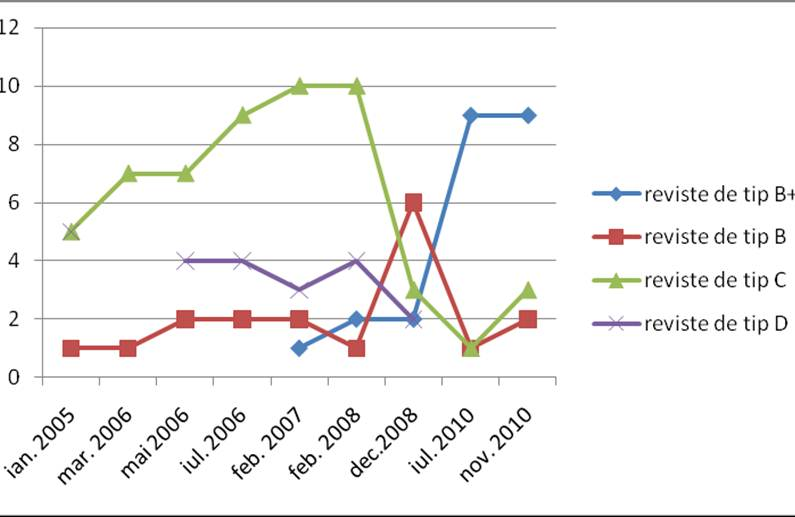 12
10
8
6
4
2
0
ian. 2005
mar. 2006
mai 2006
iul. 2006
feb. 2007
feb. 2008
dec.2008
iul. 2010
nov. 2010
reviste de tip B+
reviste de tip B
reviste de tip C
reviste de tip D